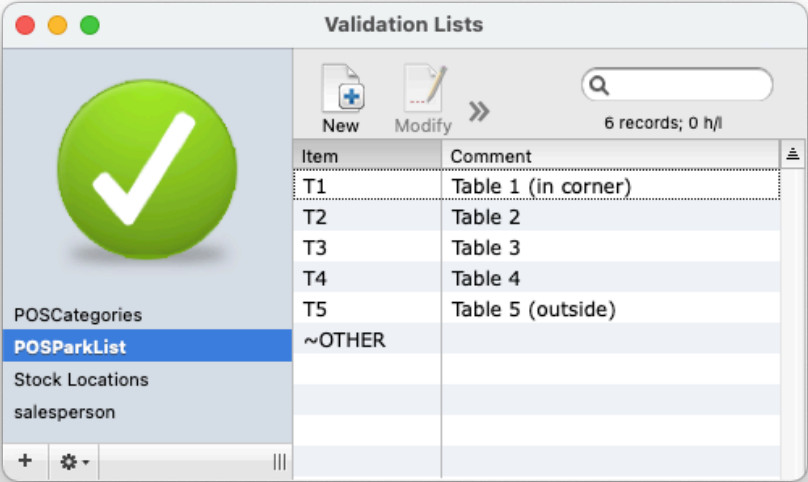 Validation Lists
New
Modify
6 records; 0 h/l
Item Comment
T1 Table 1 (in corner)
T2 Table 2
T3 Table 3
T4 Table 4
T5 Table 5 (outside)
~OTHER
POSCategories
POSParkList
Stock Locations
salesperson